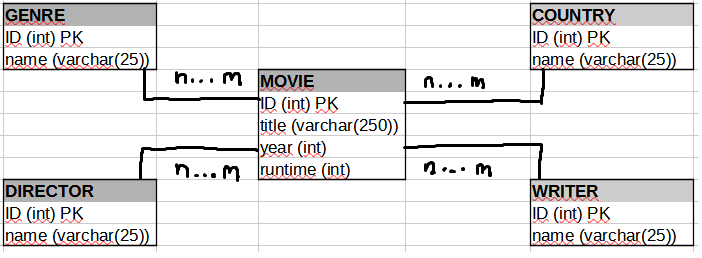 GENRE
ID (int) PK
name (varchar(25))
COUNTRY
ID (int) PK
name (varchar(25))
n...m
n...m
MOVIE
ID (int) PK
title (varchar(250))
year (int)
runtime (int)
n...m
n...m
DIRECTOR
ID (int) PK
name (varchar(25))
WRITER
ID (int) PK
name (varchar(25))